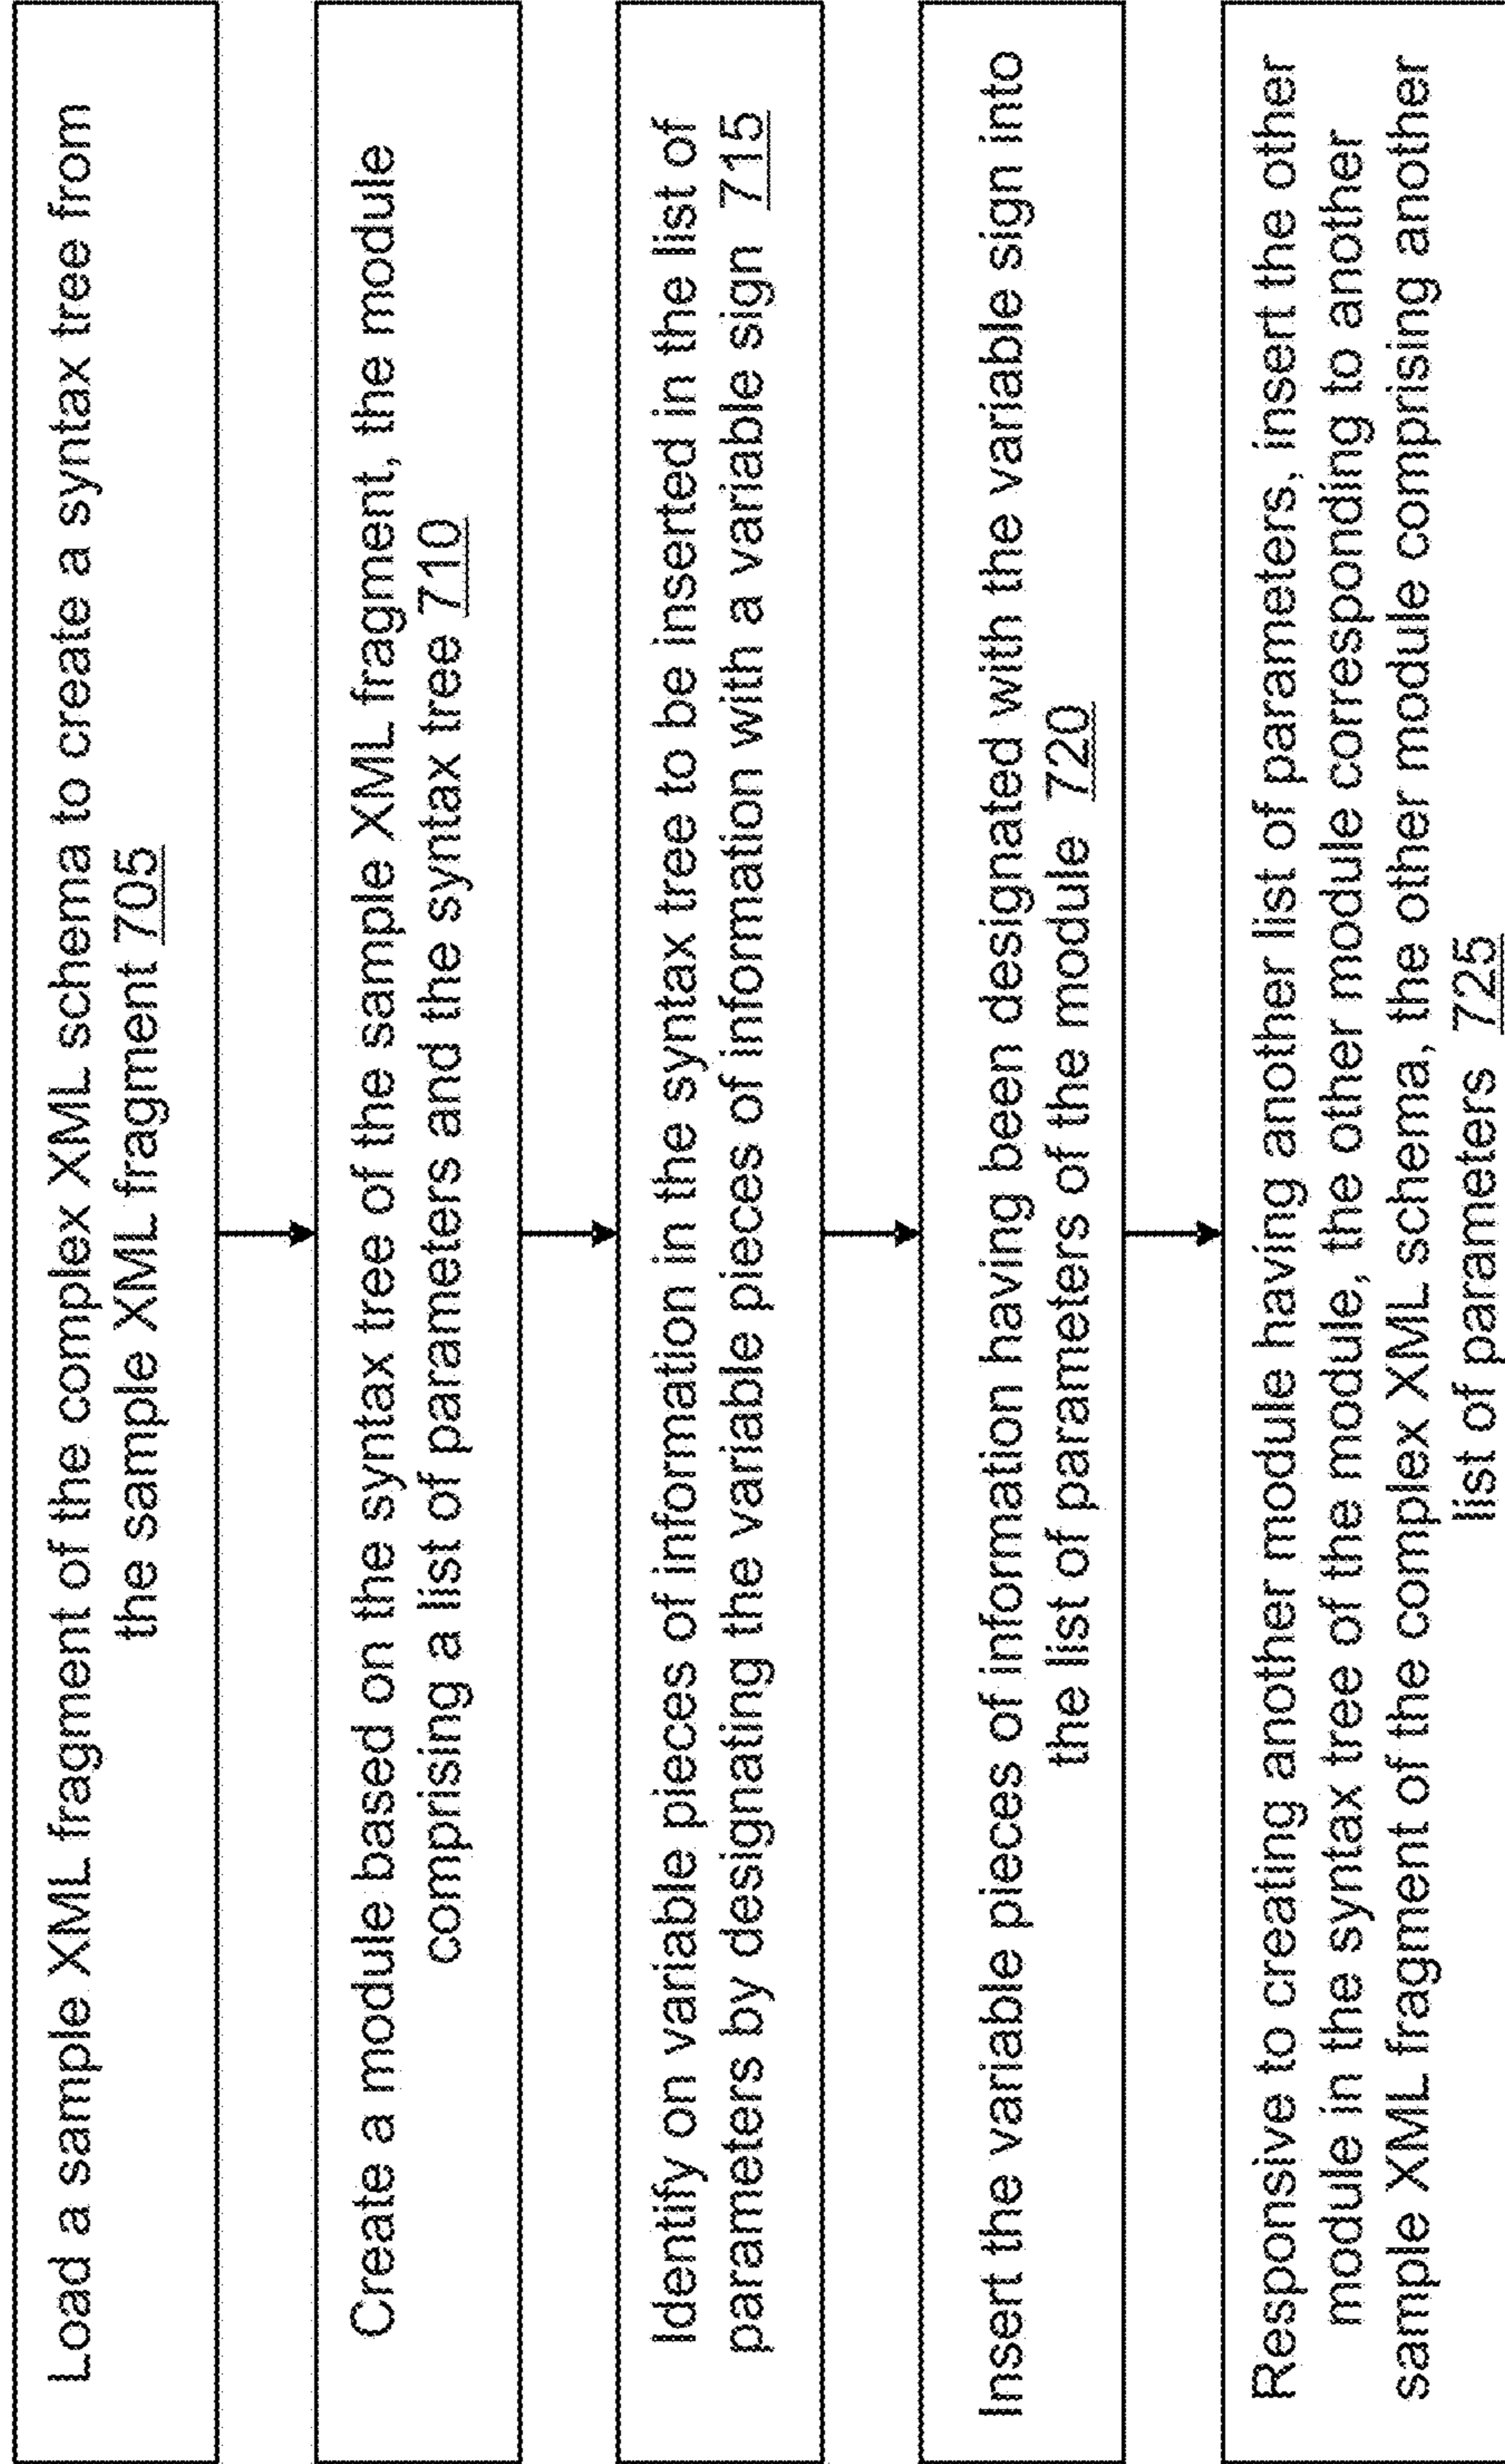 Load a sample XML fragment of the complex XML schema to create a syntax tree from
the sample XML fragment 705
Create a module based on the syntax tree of the sample XML fragment, the module
comprising a list of parameters and the syntax tree 710
Identify on variable pieces of information in the syntax tree to be inserted in the list of
parameters by designating the variable pieces of information with a variable sign 715
Insert the variable pieces of information having been designated with the variable sign into
the list of parameters of the module 720
Responsive to creating another module having another list of parameters, insert the other
module in the syntax tree of the module, the other module corresponding to another
sample XML fragment of the complex XML schema, the other module comprising another
list of parameters 725